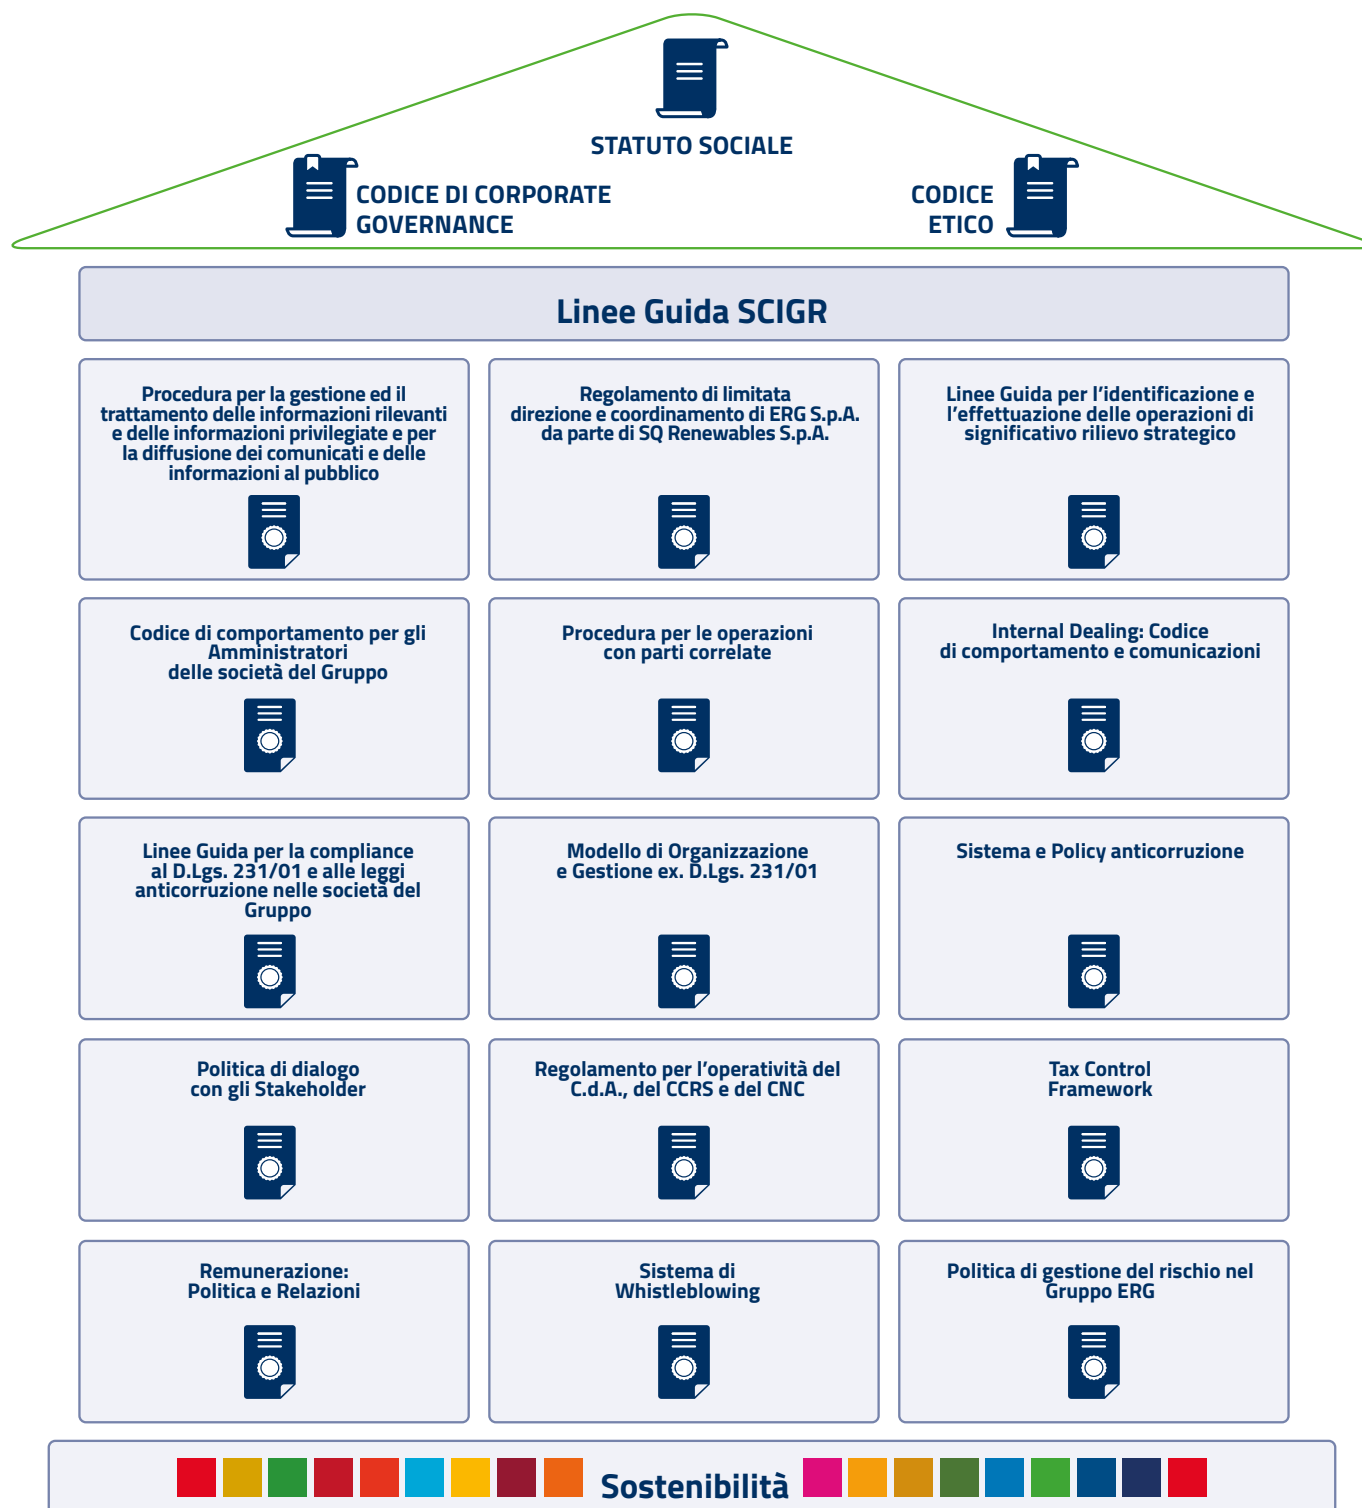 STATUTO SOCIALE
CODICE DI CORPORATE
GOVERNANCE
CODICE
ETICO
Linee Guida SCIGR
Procedura per la gestione ed il
trattamento delle informazioni rilevanti
e delle informazioni privilegiate e per
la diffusione dei comunicati e delle
informazioni al pubblico
Regolamento di limitata
direzione e coordinamento di ERG S.p.A.
da parte di SQ Renewables S.p.A.
Linee Guida per l’identificazione e
l’effettuazione delle operazioni di
significativo rilievo strategico
Codice di comportamento per gli
Amministratori
delle società del Gruppo
Procedura per le operazioni
con parti correlate
Internal Dealing: Codice
di comportamento e comunicazioni
Linee Guida per la compliance
al D.Lgs. 231/01 e alle leggi
anticorruzione nelle società del
Gruppo
Modello di Organizzazione
e Gestione ex. D.Lgs. 231/01
Sistema e Policy anticorruzione
Politica di dialogo
con gli Stakeholder
Regolamento per l’operatività del
C.d.A., del CCRS e del CNC
Tax Control
Framework
Remunerazione:
Politica e Relazioni
Sistema di
Whistleblowing
Politica di gestione del rischio nel
Gruppo ERG
Sostenibilità